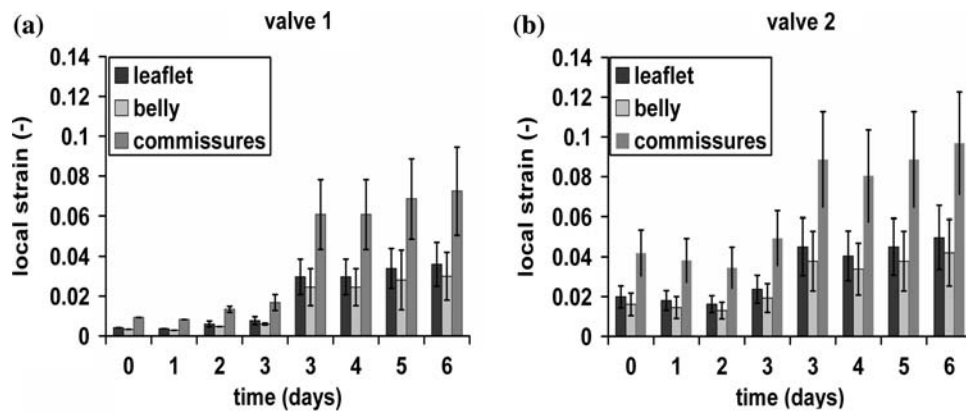 (a)
valve 1
0.14
0.12
0.1
0.08
0.06
0.04
0.02
0
local strain (-)
leaflet
belly
commissures
0 1 2 3 3 4 5 6
time (days)
(b)
valve 2
0.14
0.12
0.1
0.08
0.06
0.04
0.02
0
local strain (-)
leaflet
belly
commissures
0 1 2 3 3 4 5 6
time (days)